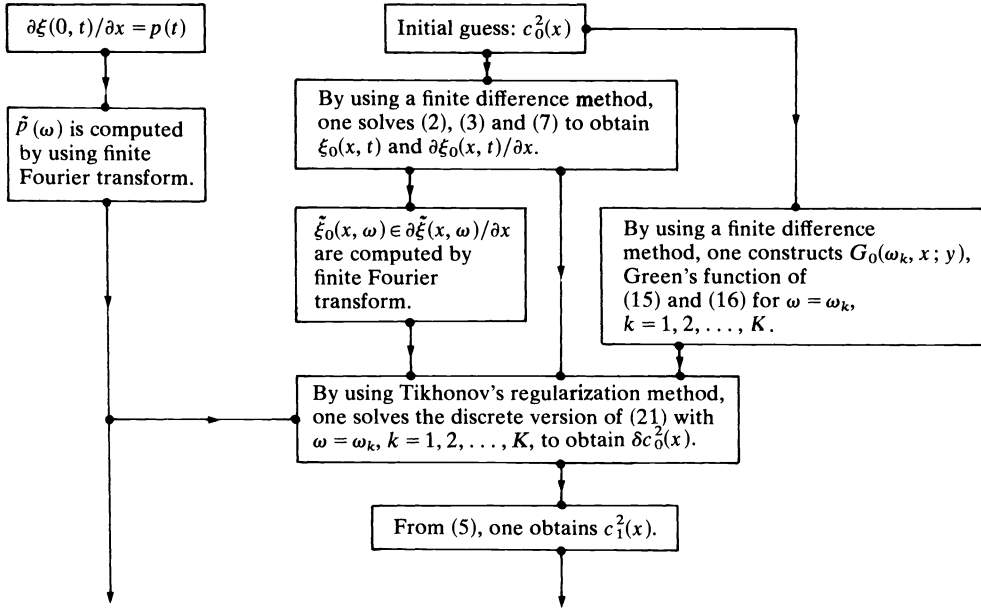 ∂ξ(0, t)/∂x = p(t)
p̃(ω) is computed
by using finite
Fourier transform.
Initial guess: c₀²(x)
By using a finite difference method,
one solves (2), (3) and (7) to obtain
ξ₀(x, t) and ∂ξ₀(x, t)/∂x.
ξ̃₀(x, ω) ∈ ∂ξ̃(x, ω)/∂x
are computed by
finite Fourier
transform.
By using a finite difference
method, one constructs G₀(ωₖ, x ; y),
Green's function of
(15) and (16) for ω = ωₖ,
k = 1, 2, . . . , K.
By using Tikhonov's regularization method,
one solves the discrete version of (21) with
ω = ωₖ, k = 1, 2, . . . , K, to obtain δc₀²(x).
From (5), one obtains c₁²(x).